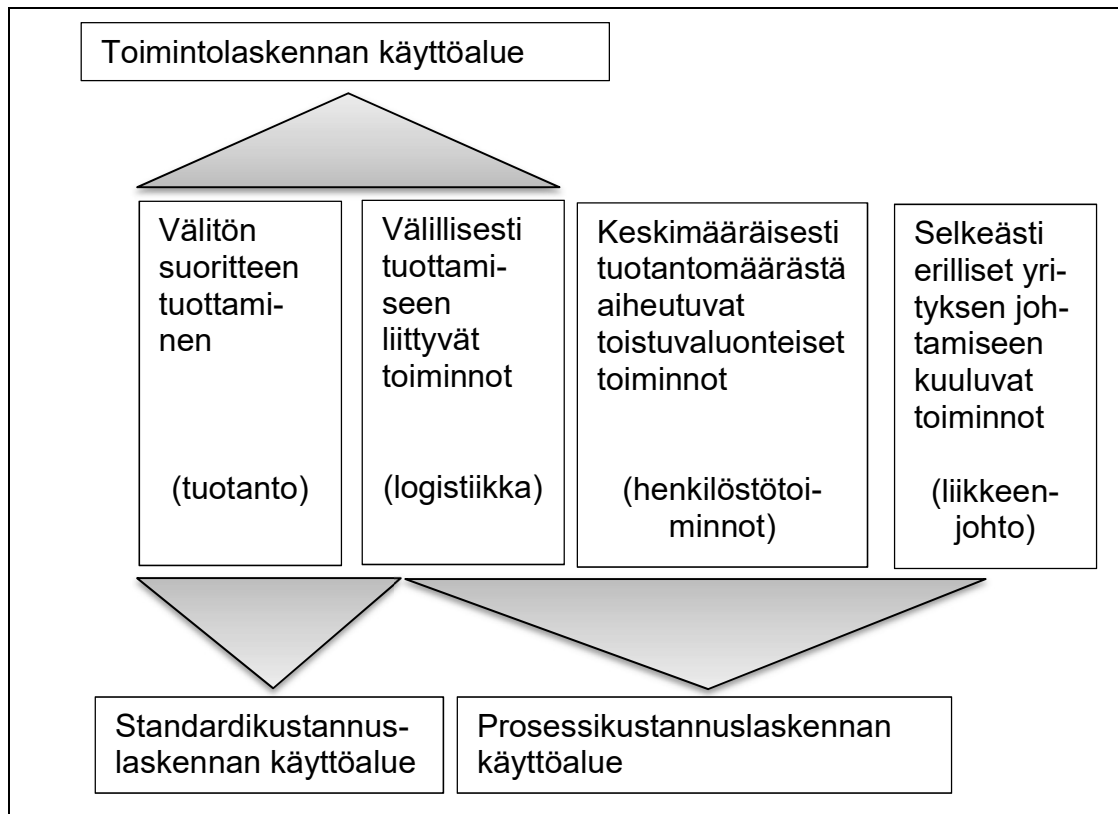 Toimintolaskennan käyttöalue
Välitön
suoritteen
tuottami-
nen
(tuotanto)
Välillisesti
tuottami-
seen
liittyvät
toiminnot
(logistiikka)
Keskimääräisesti
tuotantomäärästä
aiheutuvat
toistuvaluonteiset
toiminnot
(henkilöstötoi-
minnot)
Selkeästi
erilliset yri-
tyksen joh-
tamiseen
kuuluvat
toiminnot
(liikkeen-
johto)
Standardikustannus-
laskennan käyttöalue
Prosessikustannuslaskennan
käyttöalue